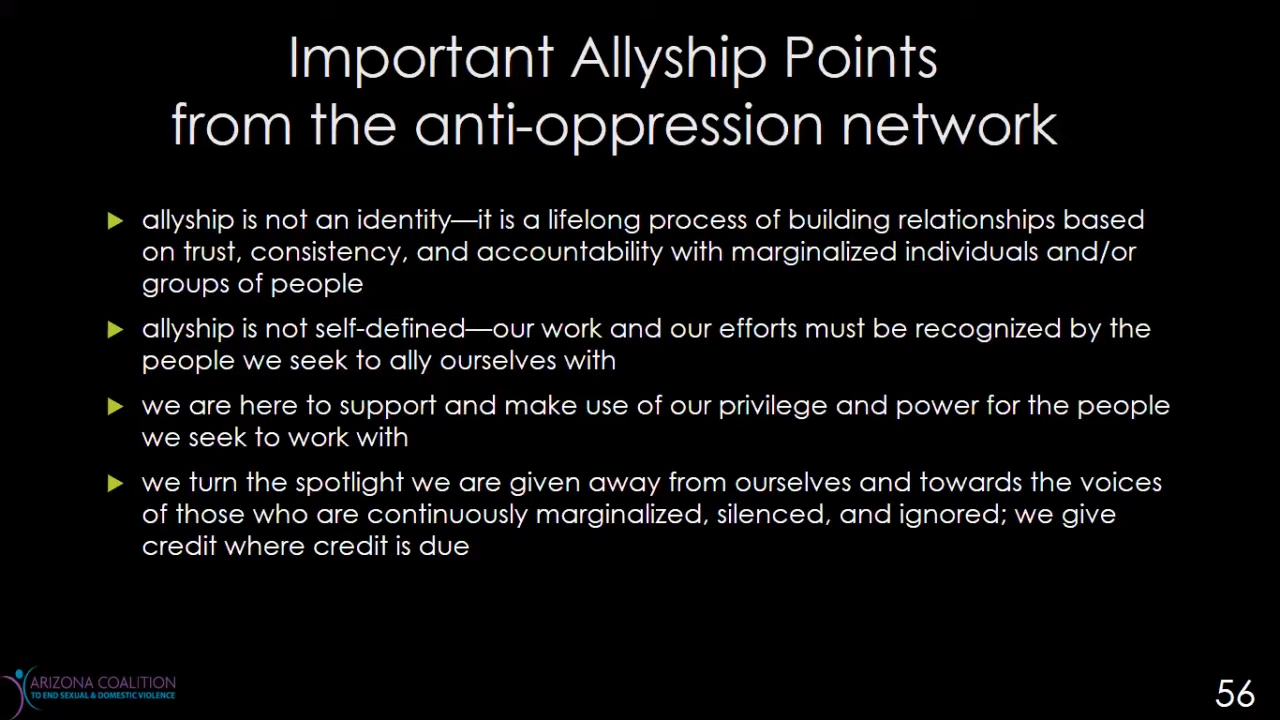 Important Allyship Points
from the anti-oppression network
allyship is not an identity—it is a lifelong process of building relationships based
on trust, consistency, and accountability with marginalized individuals and/or
groups of people
allyship is not self-defined—our work and our efforts must be recognized by the
people we seek to ally ourselves with
we are here to support and make use of our privilege and power for the people
we seek to work with
we turn the spotlight we are given away from ourselves and towards the voices
of those who are continuously marginalized, silenced, and ignored; we give
credit where credit is due
ARIZONA COALITION
TO END SEXUAL & DOMESTIC VIOLENCE
56